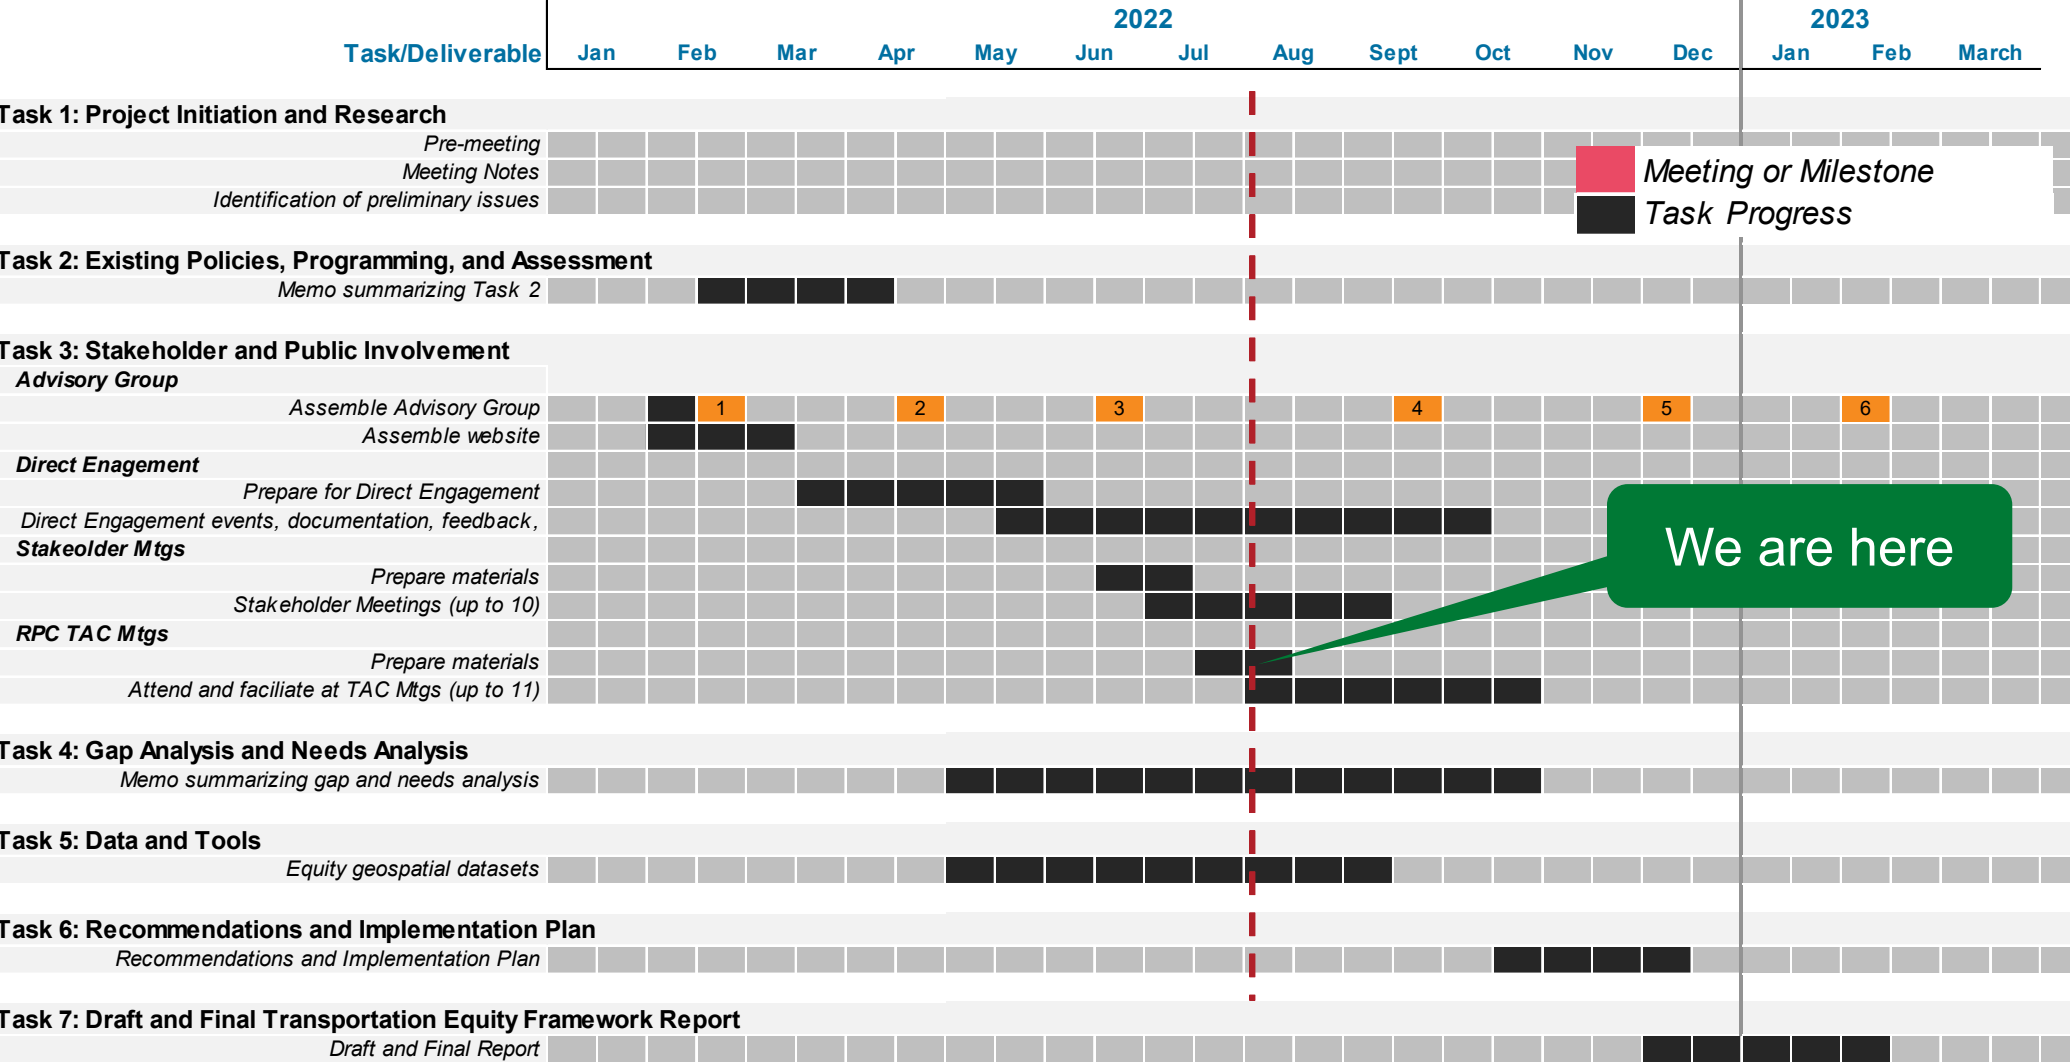 2022 2023
Task/Deliverable Jan Feb Mar Apr May Jun Jul Aug Sept Oct Nov Dec Jan Feb March
Task 1: Project Initiation and Research
Pre-meeting
Meeting Notes
Identification of preliminary issues
Meeting or Milestone
Task Progress
Task 2: Existing Policies, Programming, and Assessment
Memo summarizing Task 2
Task 3: Stakeholder and Public Involvement
Advisory Group
Assemble Advisory Group 1 2 3 4 5 6
Assemble website
Direct Enagement
Prepare for Direct Engagement
Direct Engagement events, documentation, feedback,
Stakeolder Mtgs
We are here
Prepare materials
Stakeholder Meetings (up to 10)
RPC TAC Mtgs
Prepare materials
Attend and faciliate at TAC Mtgs (up to 11)
Task 4: Gap Analysis and Needs Analysis
Memo summarizing gap and needs analysis
Task 5: Data and Tools
Equity geospatial datasets
Task 6: Recommendations and Implementation Plan
Recommendations and Implementation Plan
Task 7: Draft and Final Transportation Equity Framework Report
Draft and Final Report